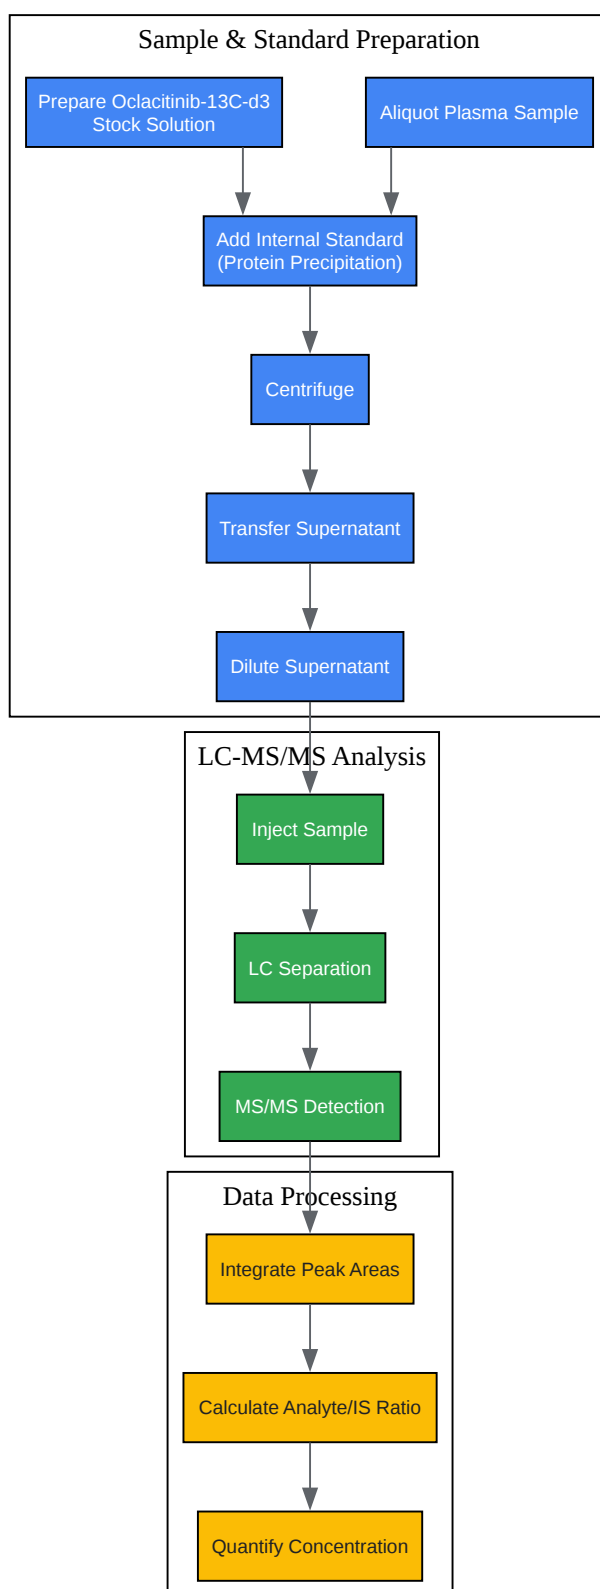 Sample & Standard Preparation
Prepare Oclacitinib-13C-d3
Stock Solution
Aliquot Plasma Sample
Add Internal Standard
(Protein Precipitation)
Centrifuge
Transfer Supernatant
Dilute Supernatant
LC-MS/MS Analysis
Inject Sample
LC Separation
MS/MS Detection
Data Processing
Integrate Peak Areas
Calculate Analyte/IS Ratio
Quantify Concentration